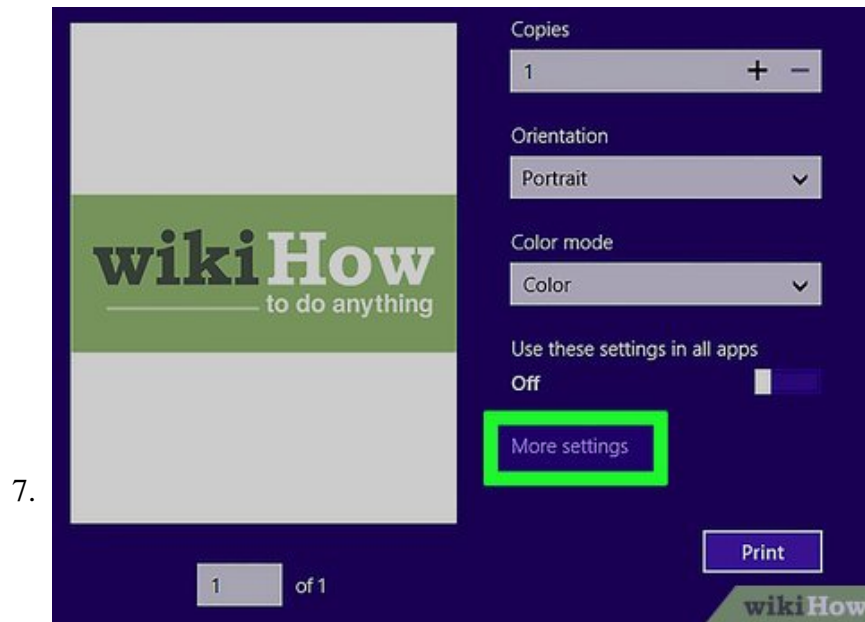 Copies
1 + −
Orientation
Portrait
Color mode
Color
Use these settings in all apps
Off
More settings
Print
wikiHow
to do anything
1 of 1
7.
wikiHow